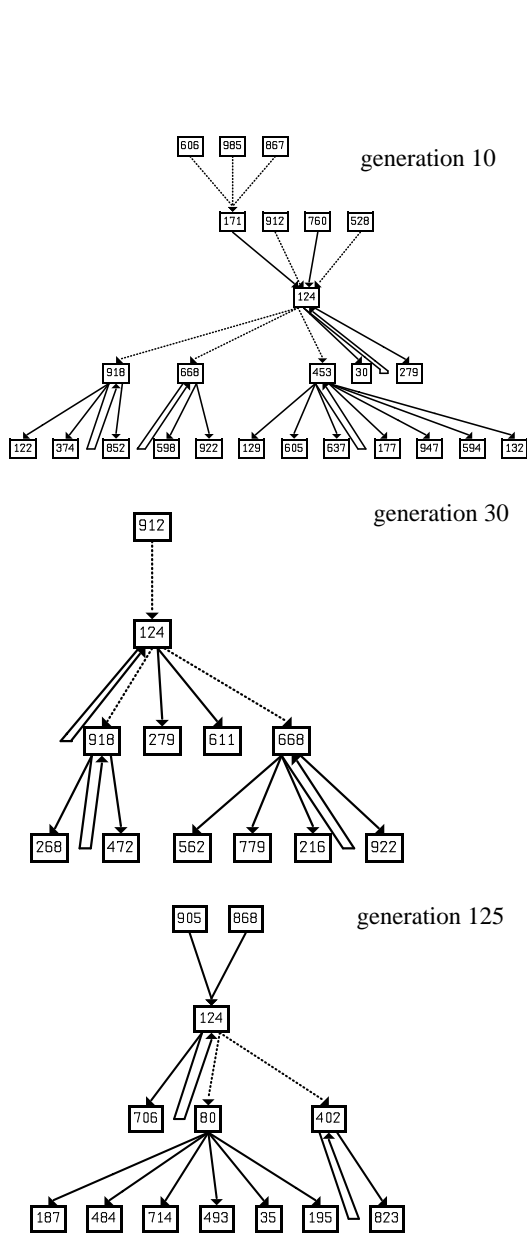 606 985 867
generation 10
171 912 760 528
124
918 668 453 30 279
122 374 852 598 922 129 605 637 177 947 594 132
generation 30
912
124
918 279 611 668
268 472 562 779 216 922
generation 125
905 868
124
706 80 402
187 484 714 493 35 195 823